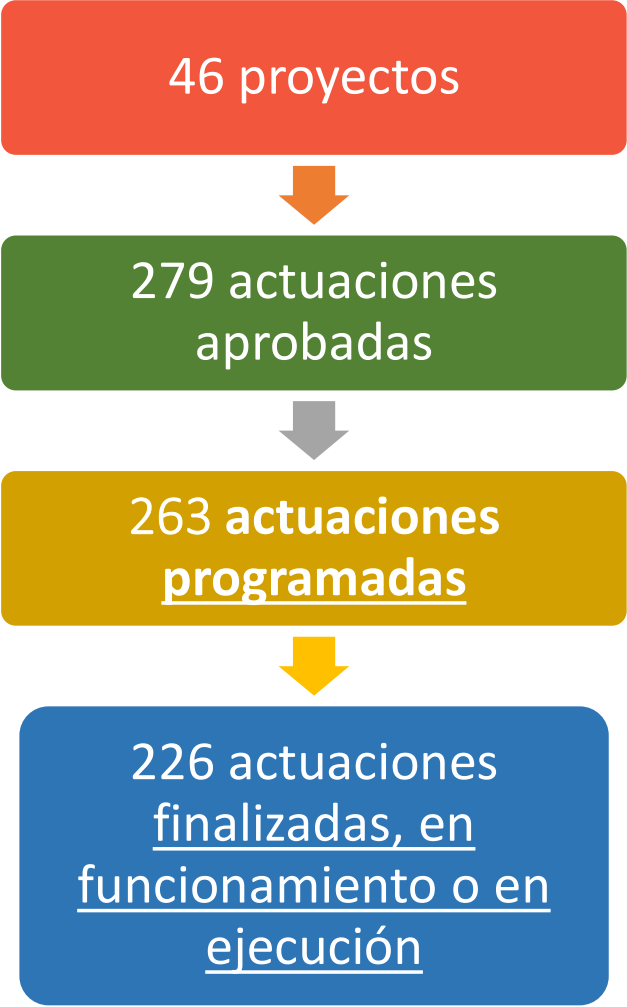 46 proyectos
279 actuaciones
aprobadas
263 actuaciones
programadas
226 actuaciones
finalizadas, en
funcionamiento o en
ejecución